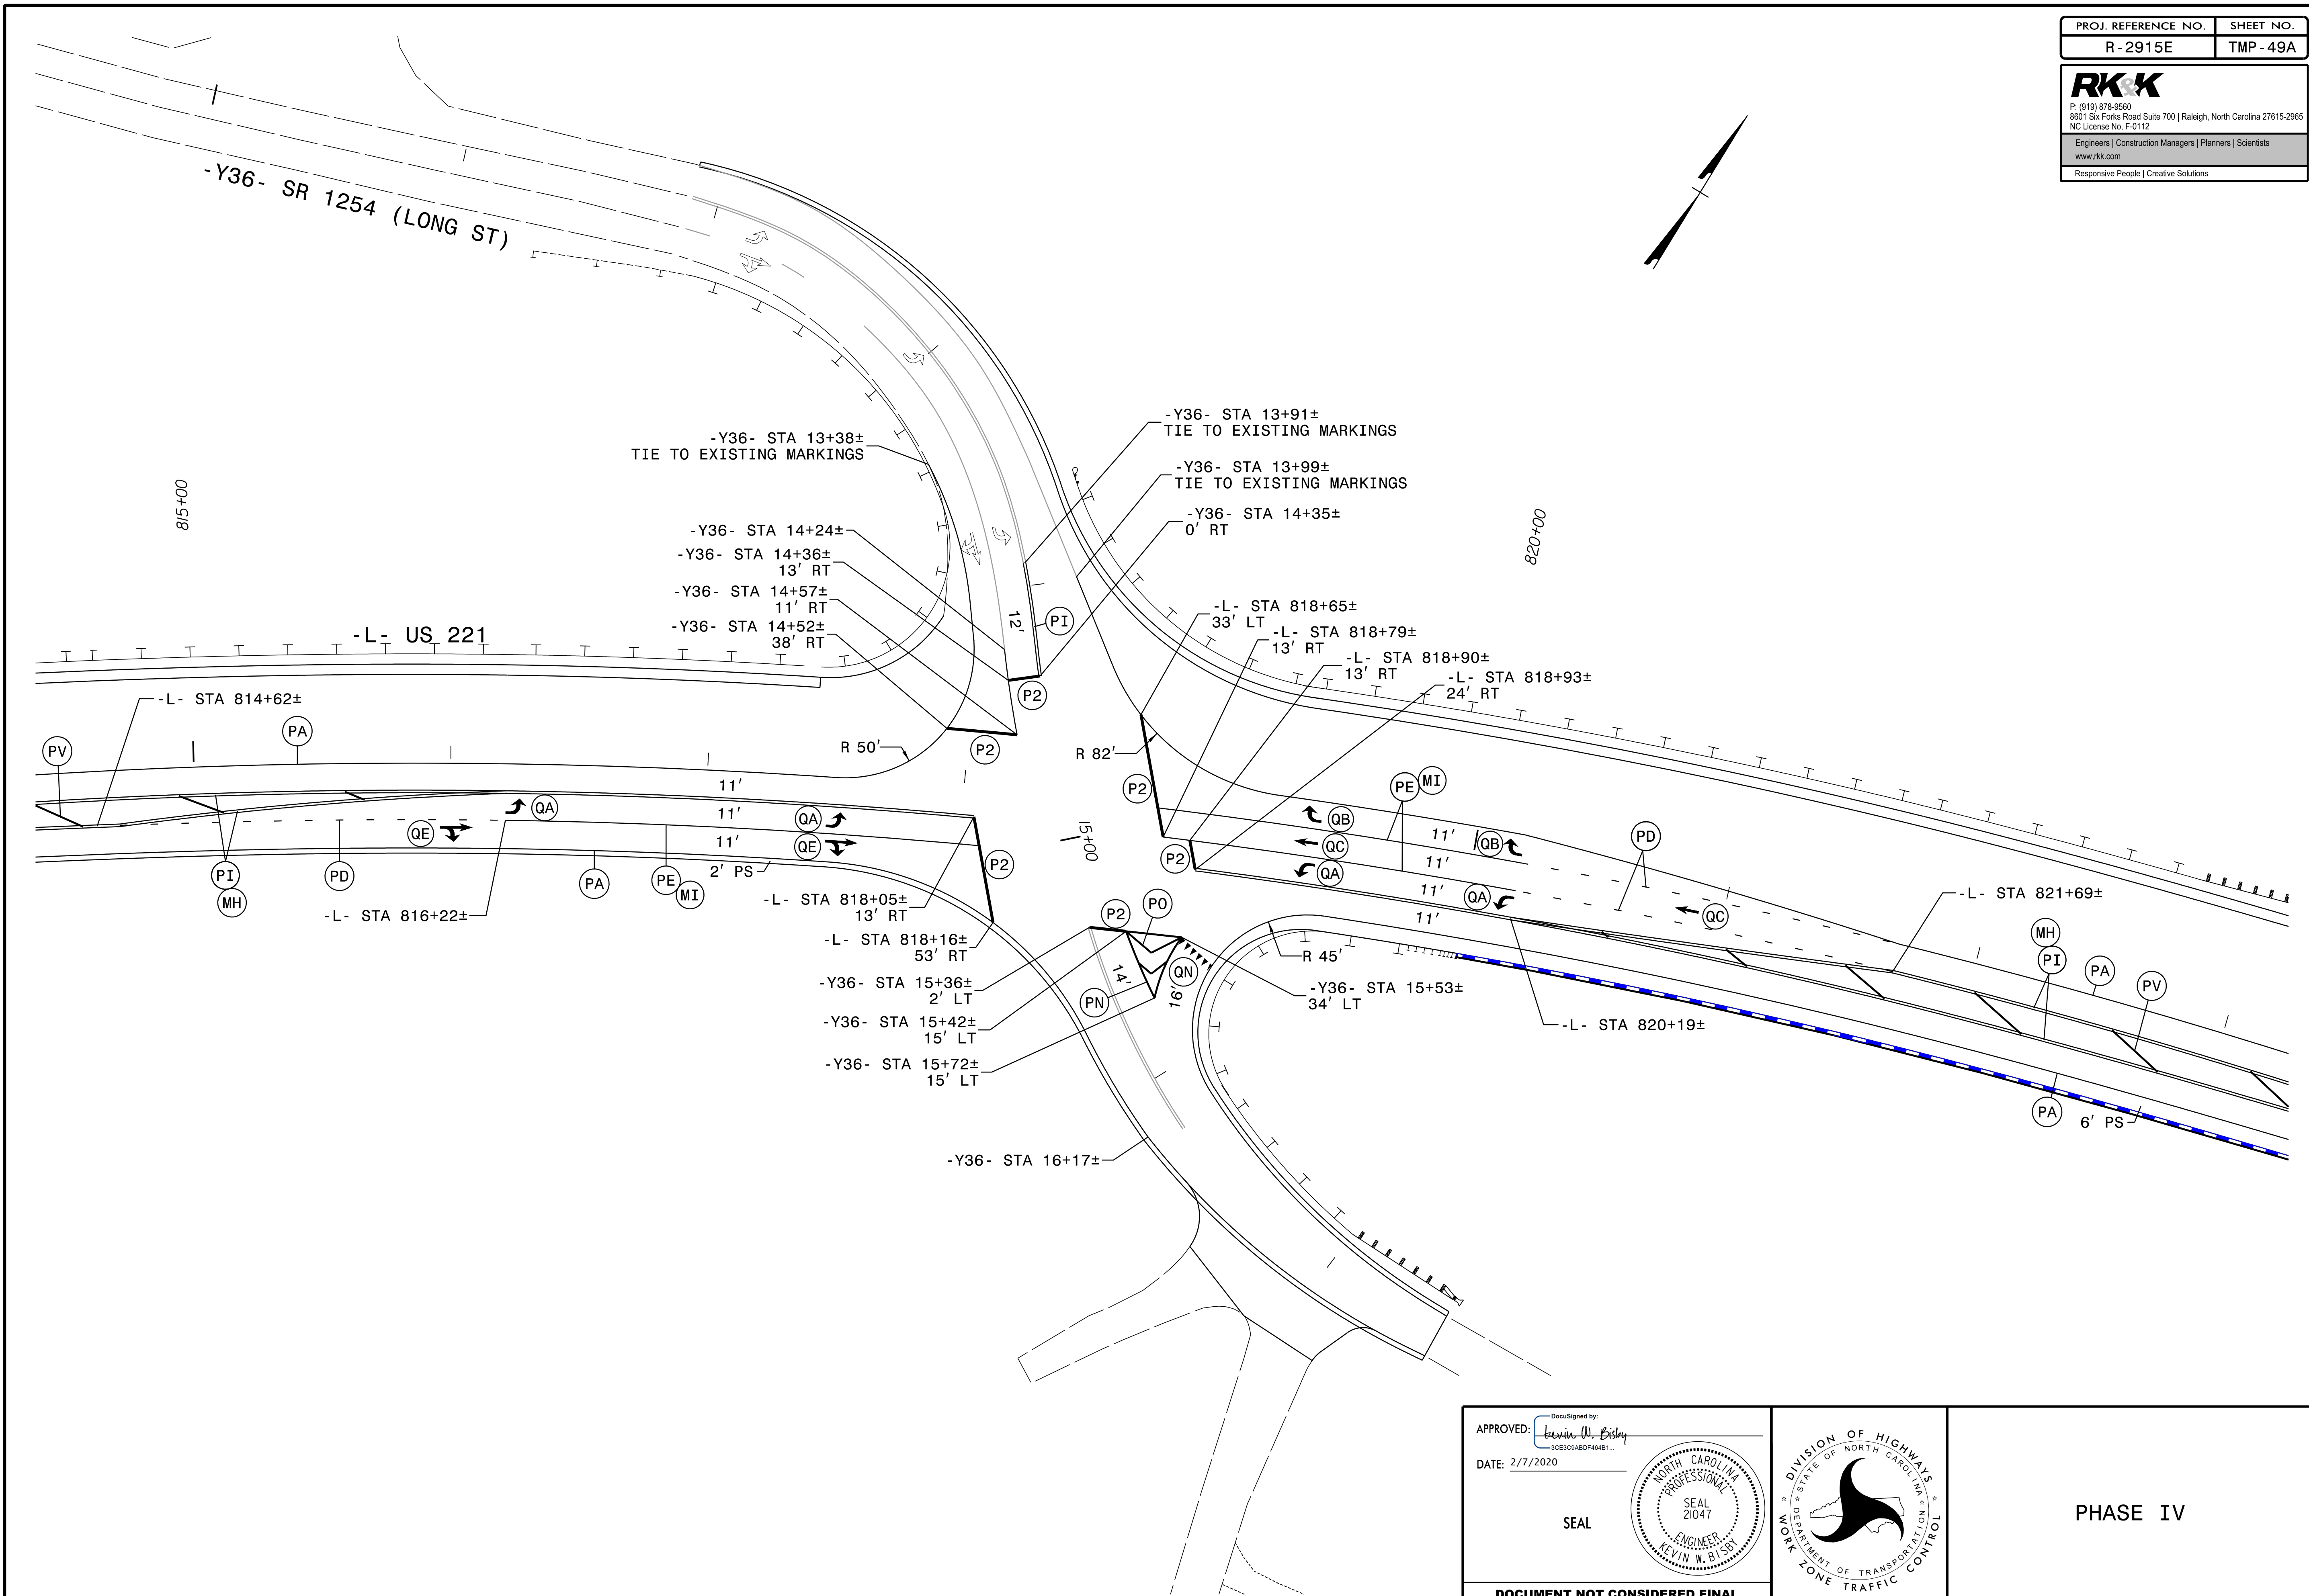 PROJ. REFERENCE NO.
SHEET NO.
R-2915E
TMP-49A
RK&K
P: (919) 878-9560
8601 Six Forks Road Suite 700 | Raleigh, North Carolina 27615-2965
NC License No. F-0112
Engineers | Construction Managers | Planners | Scientists
www.rkk.com
Responsive People | Creative Solutions
-Y36- SR 1254 (LONG ST)
-Y36- STA 13+91±
TIE TO EXISTING MARKINGS
-Y36- STA 13+38±
TIE TO EXISTING MARKINGS
-Y36- STA 13+99±
TIE TO EXISTING MARKINGS
815+00
820+00
-Y36- STA 14+35±
0' RT
-Y36- STA 14+24±
-Y36- STA 14+36±
13' RT
-Y36- STA 14+57±
11' RT
-Y36- STA 14+52±
38' RT
12'
PI
P2
-L- US 221
-L- STA 818+65±
33' LT
-L- STA 818+79±
13' RT
-L- STA 818+90±
13' RT
-L- STA 818+93±
24' RT
-L- STA 814+62±
PV
PA
R 50'
P2
R 82'
P2
PE
MI
11'
11'
11'
QA
QE
QA
QE
QB
QC
QA
11'
11'
11'
11'
QB
QA
PD
QC
-L- STA 821+69±
P2
P2
15+00
PI
MH
PD
PA
PE
MI
2' PS
-L- STA 816+22±
-L- STA 818+05±
13' RT
-L- STA 818+16±
53' RT
P2
PO
QN
14'
16'
PN
R 45'
-Y36- STA 15+53±
34' LT
-L- STA 820+19±
MH
PI
PA
PV
-Y36- STA 15+36±
2' LT
-Y36- STA 15+42±
15' LT
-Y36- STA 15+72±
15' LT
PA
6' PS
-Y36- STA 16+17±
APPROVED:
DocuSigned by:
Kevin W. Bisby
3CE3C9ABDF464B1...
DATE: 2/7/2020
SEAL
NORTH CAROLINA
PROFESSIONAL
SEAL
21047
ENGINEER
KEVIN W. BISBY
DOCUMENT NOT CONSIDERED FINAL
DIVISION OF HIGHWAYS
STATE OF NORTH CAROLINA
DEPARTMENT OF TRANSPORTATION
WORK ZONE TRAFFIC CONTROL
PHASE IV